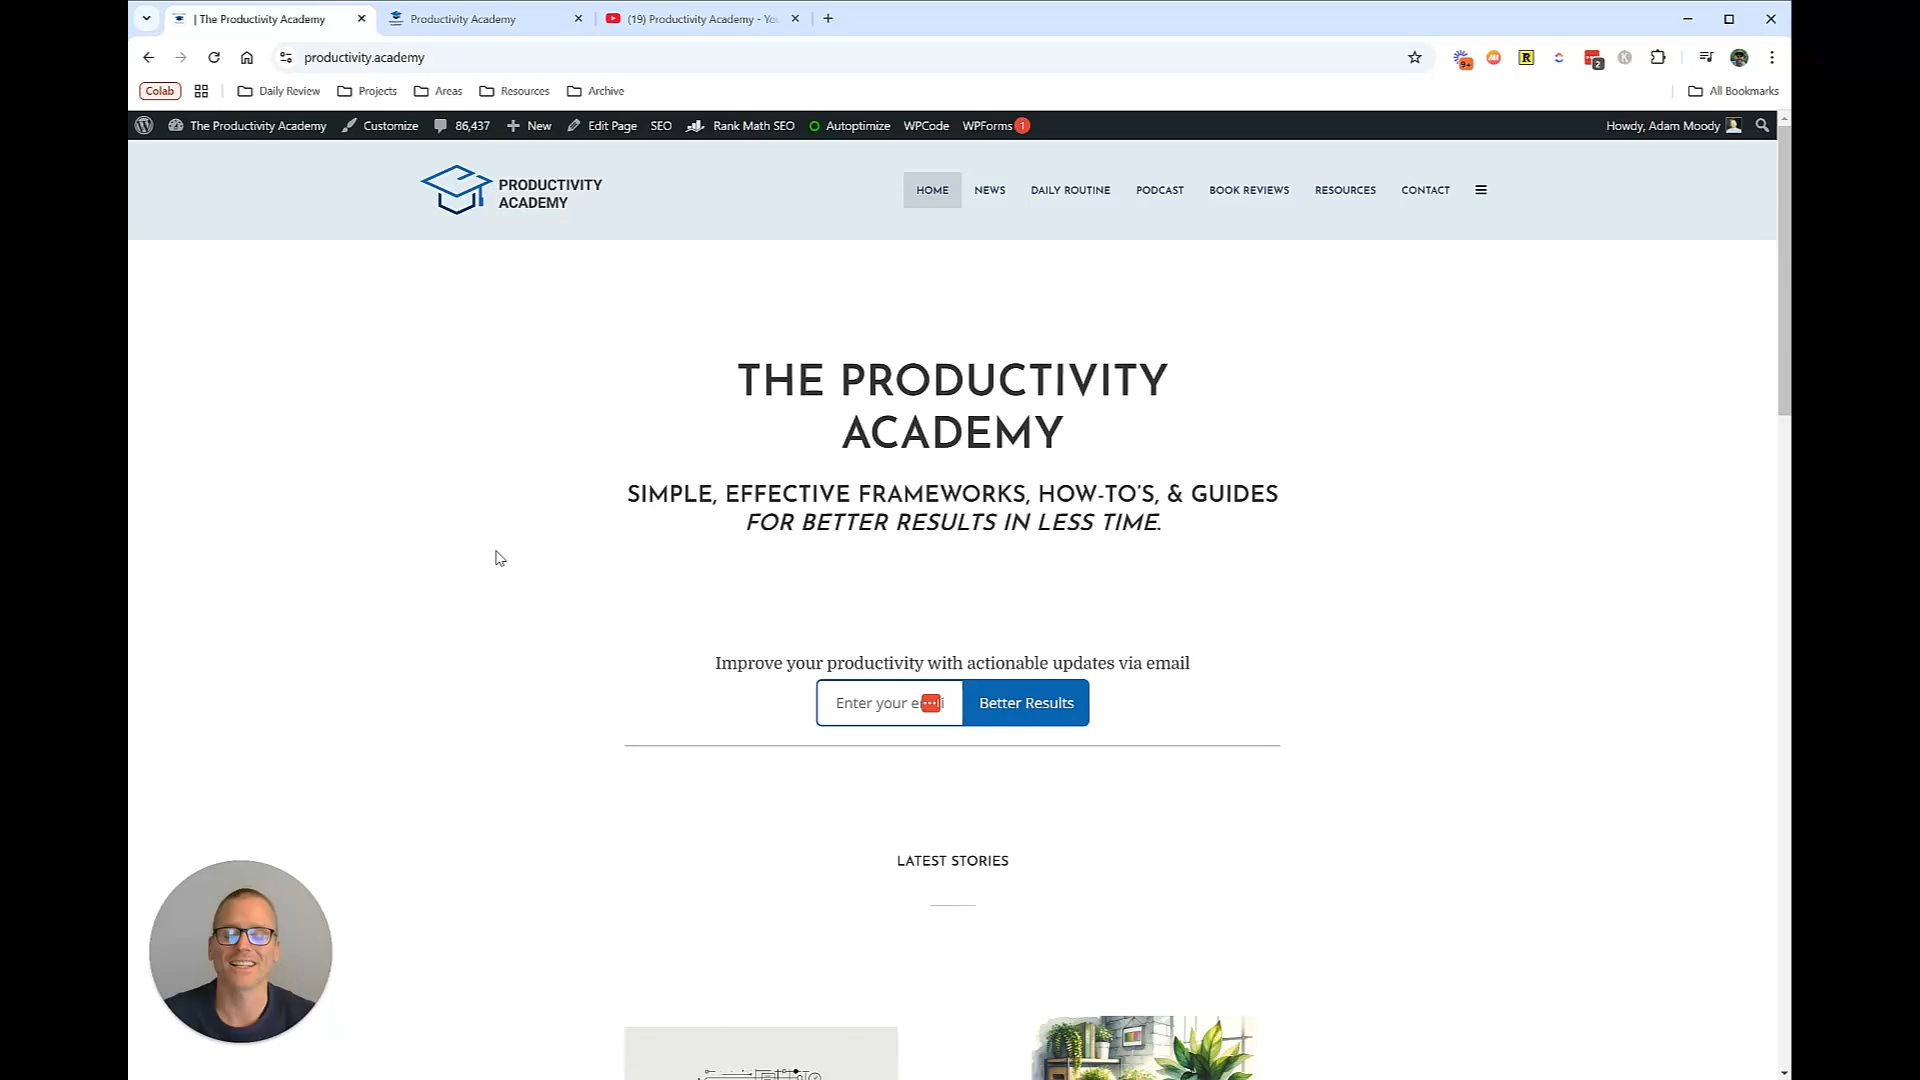 | The Productivity Academy
Productivity Academy
(19) Productivity Academy - Yo
productivity.academy
9+
R
2
K
Colab
Daily Review
Projects
Areas
Resources
Archive
All Bookmarks
The Productivity Academy
Customize
86,437
New
Edit Page
SEO
Rank Math SEO
Autoptimize
WPCode
WPForms 1
Howdy, Adam Moody
PRODUCTIVITY
ACADEMY
HOME
NEWS
DAILY ROUTINE
PODCAST
BOOK REVIEWS
RESOURCES
CONTACT
THE PRODUCTIVITY
ACADEMY
SIMPLE, EFFECTIVE FRAMEWORKS, HOW-TO'S, & GUIDES
FOR BETTER RESULTS IN LESS TIME.
Improve your productivity with actionable updates via email
Enter your e
Better Results
LATEST STORIES